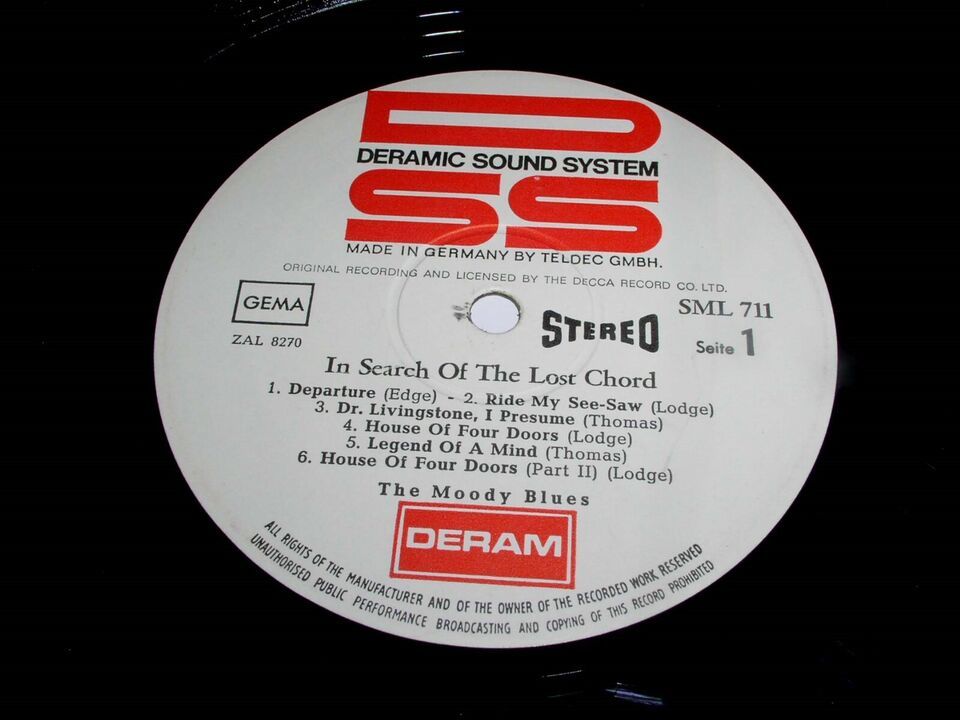 DSS
DERAMIC SOUND SYSTEM
MADE IN GERMANY BY TELDEC GMBH.
ORIGINAL RECORDING AND LICENSED BY THE DECCA RECORD CO. LTD.
GEMA
ZAL 8270
STEREO
SML 711
Seite 1
In Search Of The Lost Chord
1. Departure (Edge) - 2. Ride My See-Saw (Lodge)
3. Dr. Livingstone, I Presume (Thomas)
4. House Of Four Doors (Lodge)
5. Legend Of A Mind (Thomas)
6. House Of Four Doors (Part II) (Lodge)
The Moody Blues
DERAM
ALL RIGHTS OF THE MANUFACTURER AND OF THE OWNER OF THE RECORDED WORK RESERVED
UNAUTHORISED PUBLIC PERFORMANCE BROADCASTING AND COPYING OF THIS RECORD PROHIBITED